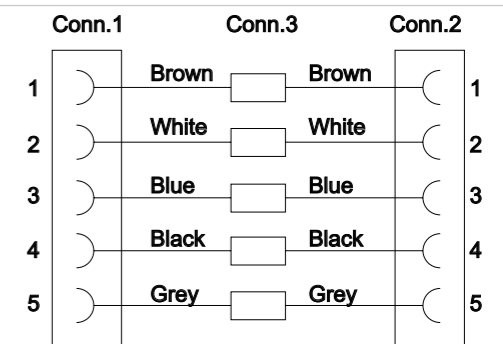 Conn.1 Conn.3 Conn.2
1 Brown Brown 1
2 White White 2
3 Blue Blue 3
4 Black Black 4
5 Grey Grey 5